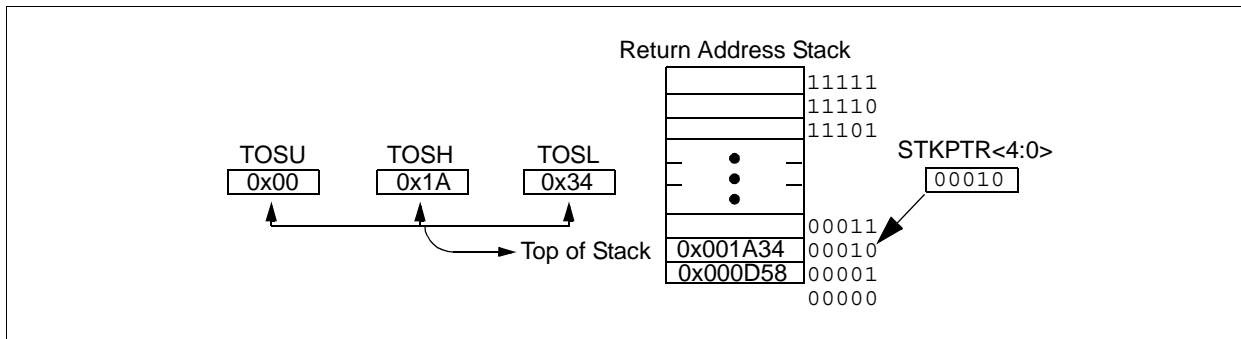 Return Address Stack
11111
11110
11101
TOSU TOSH TOSL
0x00 0x1A 0x34
STKPTR<4:0>
00010
00011
Top of Stack 0x001A34 00010
0x000D58 00001
00000